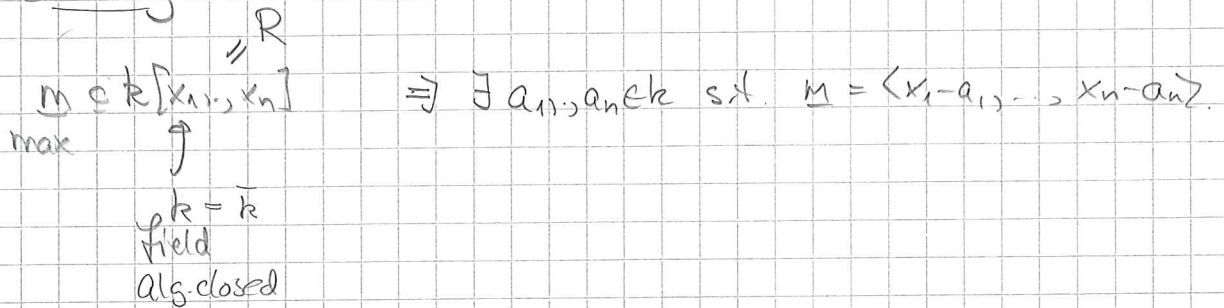 = R
m ⊂ k[x₁,.., xₙ] ⇒ ∃ a₁,.., aₙ ∈ k s.t. m = ⟨x₁-a₁, ..., xₙ-aₙ⟩.
max ⇑
k = k̄
field
alg. closed